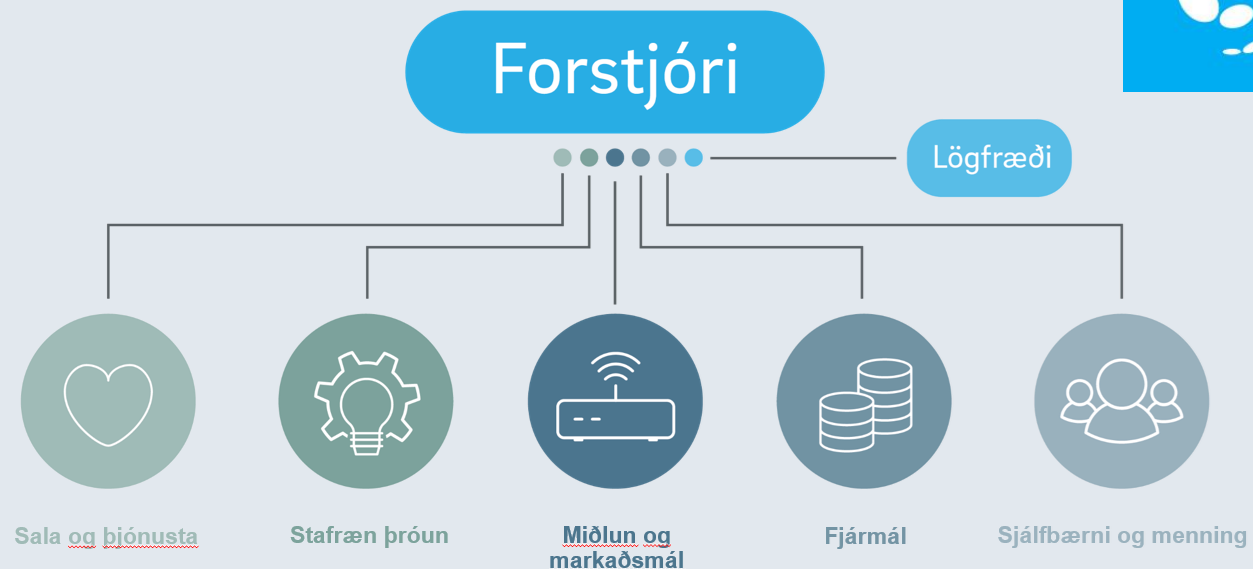 Forstjóri
Lögfræði
Sala og þjónusta
Stafræn þróun
Miðlun og
markaðsmál
Fjármál
Sjálfbærni og menning